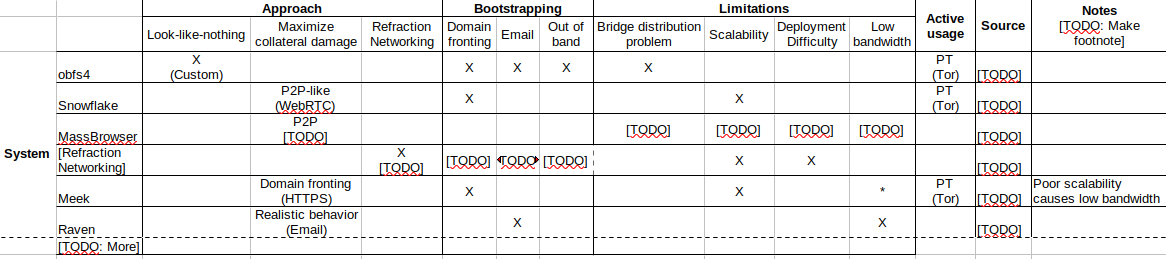 Approach Bootstrapping Limitations Active usage Source Notes [TODO: Make footnote]
Look-like-nothing Maximize collateral damage Refraction Networking Domain fronting Email Out of band Bridge distribution problem Scalability Deployment Difficulty Low bandwidth
System
obfs4 X (Custom) X X X X PT (Tor) [TODO]
Snowflake P2P-like (WebRTC) X X PT (Tor) [TODO]
MassBrowser P2P [TODO] [TODO] [TODO] [TODO] [TODO] [TODO]
[Refraction Networking] X [TODO] [TODO] TODO [TODO] X X [TODO]
Meek Domain fronting (HTTPS) X X * PT (Tor) [TODO] Poor scalability causes low bandwidth
Raven Realistic behavior (Email) X X [TODO]
[TODO: More]